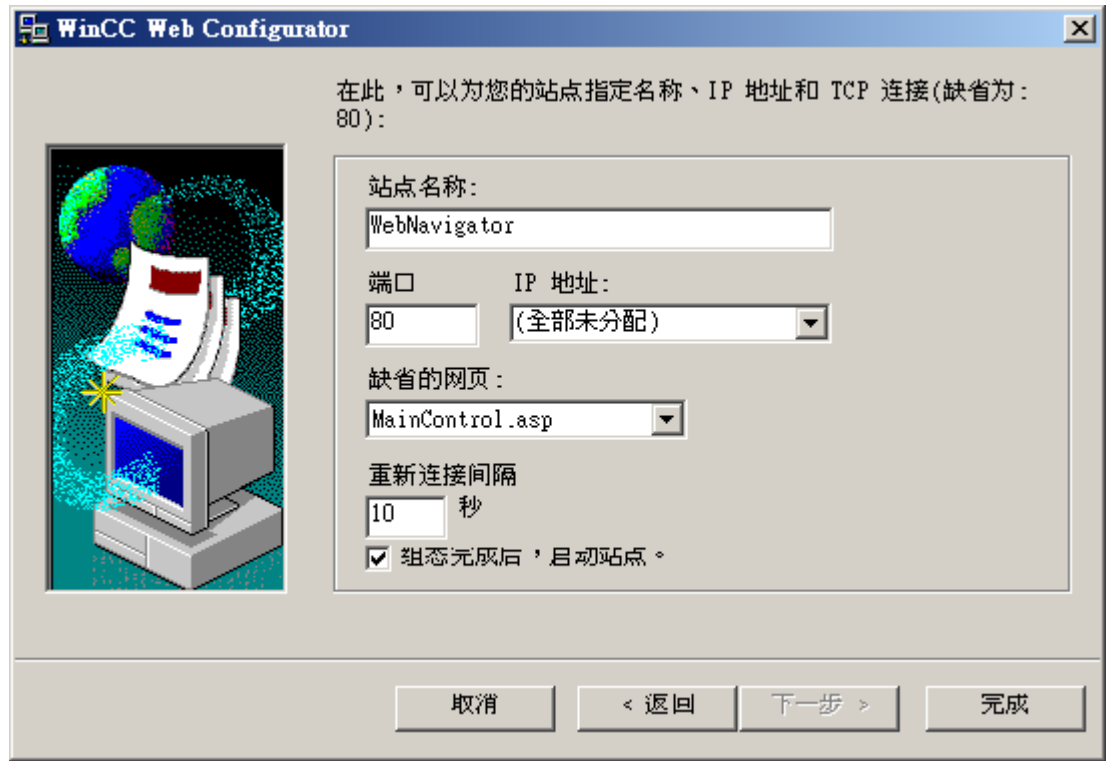 WinCC Web Configurator
在此，可以为您的站点指定名称、IP 地址和 TCP 连接(缺省为:
80):
站点名称:
WebNavigator
端口 IP 地址:
80 (全部未分配)
缺省的网页:
MainControl.asp
重新连接间隔
10 秒
组态完成后，启动站点。
取消 < 返回 下一步 > 完成